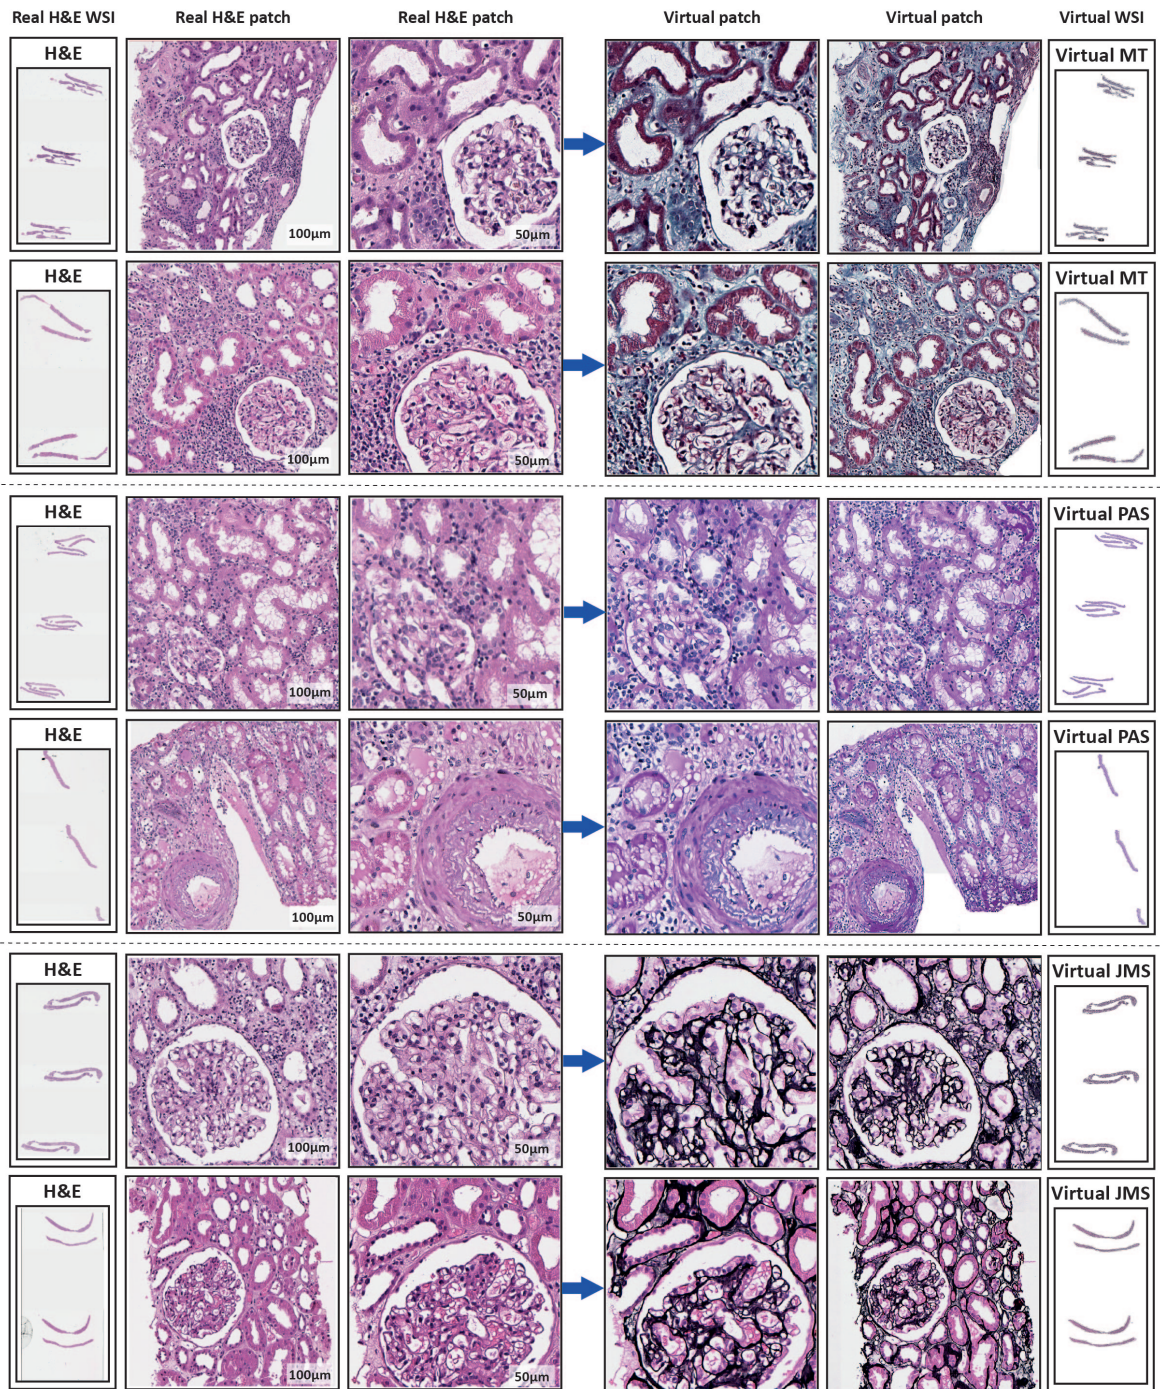 Real H&E WSI Real H&E patch Real H&E patch Virtual patch Virtual patch Virtual WSI
H&E 100μm 50μm Virtual MT
H&E 100μm 50μm Virtual MT
H&E 100μm 50μm Virtual PAS
H&E 100μm 50μm Virtual PAS
H&E 100μm 50μm Virtual JMS
H&E 100μm 50μm Virtual JMS